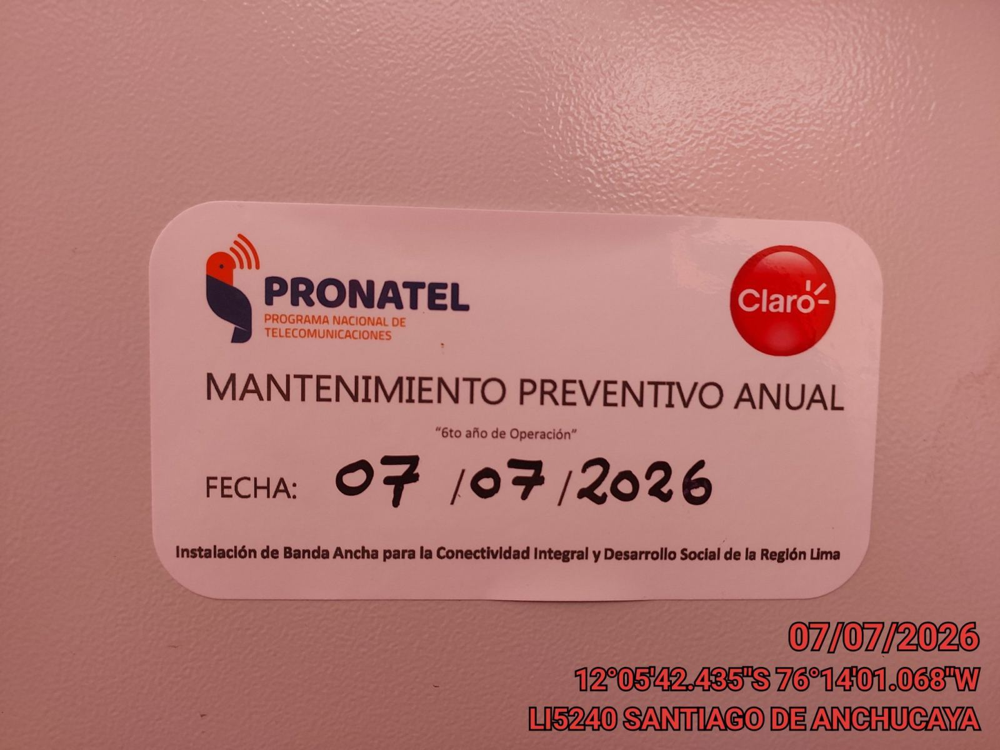 PRONATEL
PROGRAMA NACIONAL DE
TELECOMUNICACIONES
Claro
MANTENIMIENTO PREVENTIVO ANUAL
"6to año de Operación"
FECHA: 07 /07/2026
Instalación de Banda Ancha para la Conectividad Integral y Desarrollo Social de la Región Lima
07/07/2026
12°05'42.435"S 76°14'01.068"W
LI5240 SANTIAGO DE ANCHUCAYA